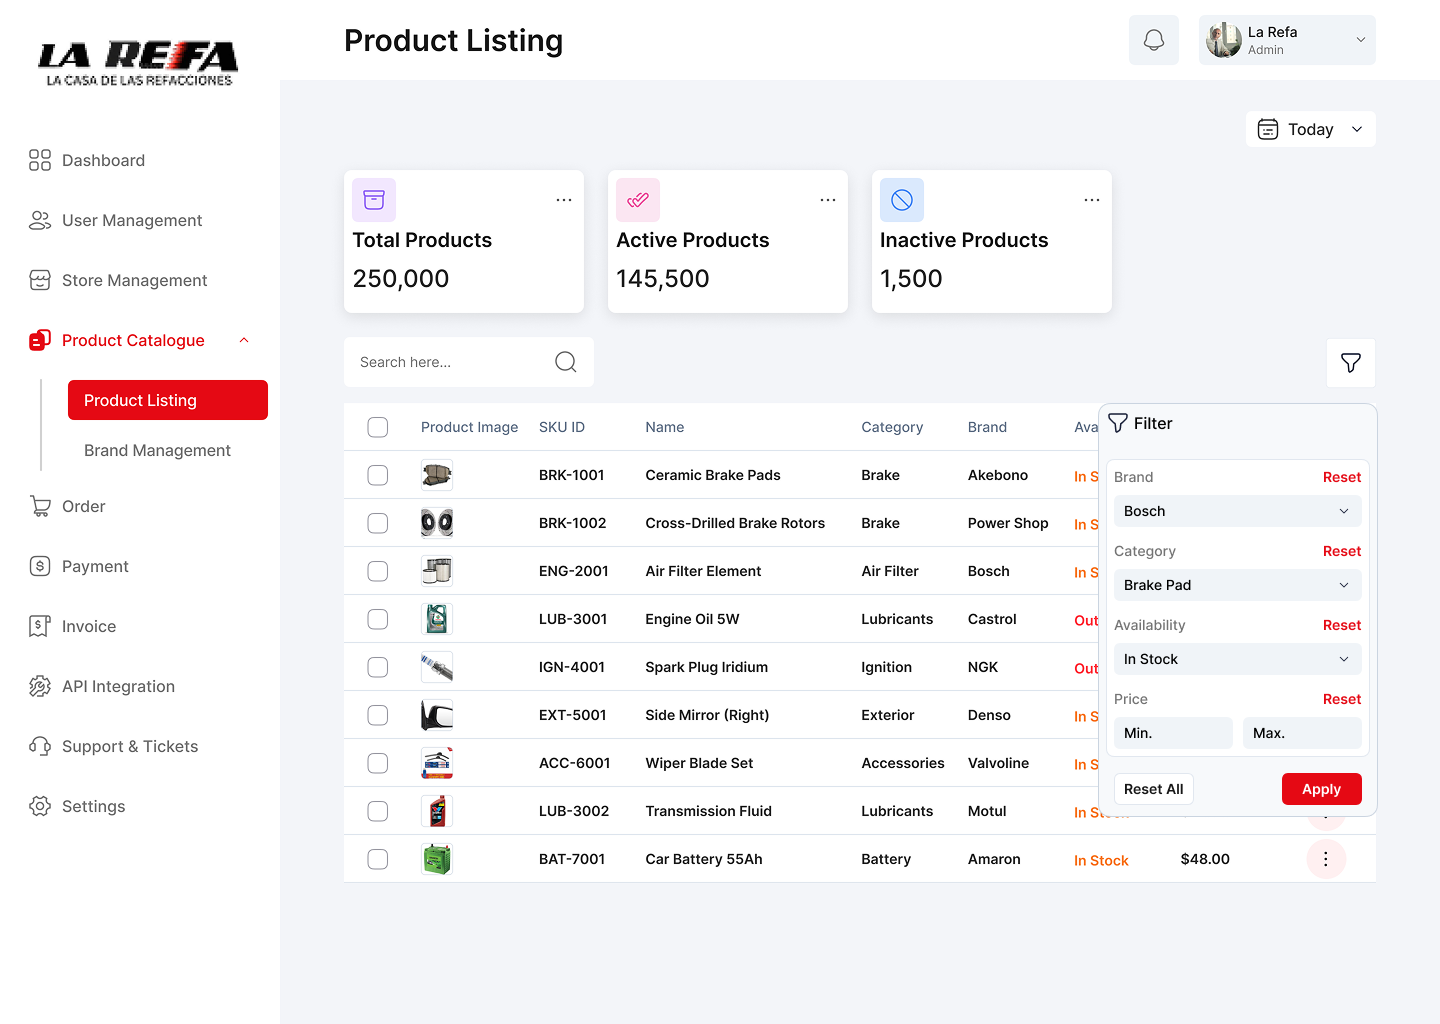 LA REFA
LA CASA DE LAS REFACCIONES
Product Listing
La Refa
Admin
Today
Dashboard
User Management
Store Management
Product Catalogue
Product Listing
Brand Management
Order
Payment
Invoice
API Integration
Support & Tickets
Settings
Total Products
250,000
Active Products
145,500
Inactive Products
1,500
Search here...
Product Image SKU ID Name Category Brand Ava
BRK-1001 Ceramic Brake Pads Brake Akebono In S
BRK-1002 Cross-Drilled Brake Rotors Brake Power Shop In S
ENG-2001 Air Filter Element Air Filter Bosch In S
LUB-3001 Engine Oil 5W Lubricants Castrol Out
IGN-4001 Spark Plug Iridium Ignition NGK Out
EXT-5001 Side Mirror (Right) Exterior Denso In S
ACC-6001 Wiper Blade Set Accessories Valvoline In S
LUB-3002 Transmission Fluid Lubricants Motul In Stock
BAT-7001 Car Battery 55Ah Battery Amaron In Stock $48.00
Filter
Brand Reset
Bosch
Category Reset
Brake Pad
Availability Reset
In Stock
Price Reset
Min. Max.
Reset All Apply